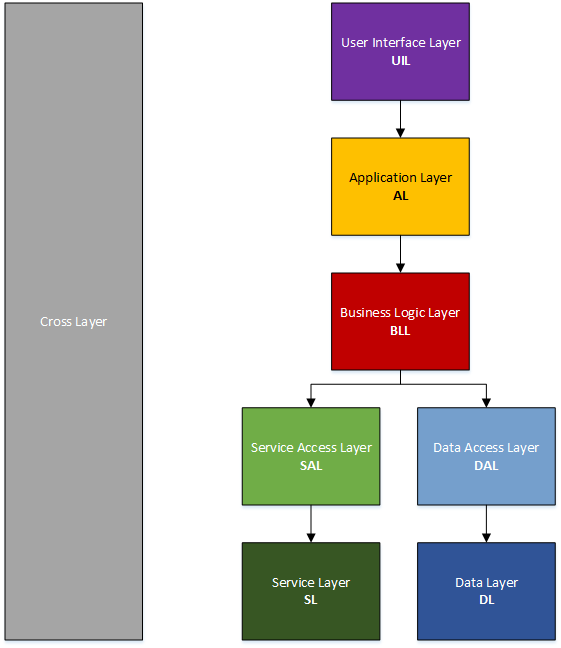 User Interface Layer
UIL
Application Layer
AL
Business Logic Layer
BLL
Cross Layer
Service Access Layer
SAL
Data Access Layer
DAL
Service Layer
SL
Data Layer
DL